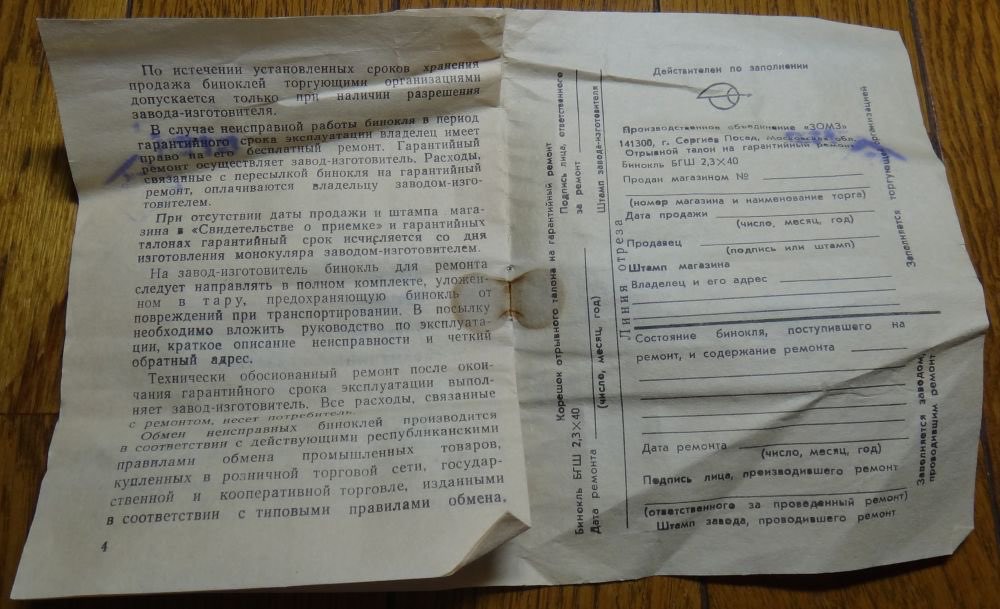 По истечении установленных сроков хранения
продажа биноклей торгующими организациями
допускается только при наличии разрешения
завода-изготовителя.
В случае неисправной работы бинокля в период
гарантийного срока эксплуатации владелец имеет
право на его бесплатный ремонт. Гарантийный
ремонт осуществляет завод-изготовитель. Расходы,
связанные с пересылкой бинокля на гарантийный
ремонт, оплачиваются владельцу заводом-изго-
товителем.
При отсутствии даты продажи и штампа мага-
зина в «Свидетельстве о приемке» и гарантийных
талонах гарантийный срок исчисляется со дня
изготовления монокуляра заводом-изготовителем.
На завод-изготовитель бинокль для ремонта
следует направлять в полном комплекте, уложен-
ном в тару, предохраняющую бинокль от
повреждений при транспортировании. В посылку
необходимо вложить руководство по эксплуата-
ции, краткое описание неисправности и четкий
обратный адрес.
Технически обоснованный ремонт после окон-
чания гарантийного срока эксплуатации выпол-
няет завод-изготовитель. Все расходы, связанные
с ремонтом, несет потребитель.
Обмен неисправных биноклей производится
в соответствии с действующими республиканскими
правилами обмена промышленных товаров,
купленных в розничной торговой сети, государ-
ственной и кооперативной торговле, изданными
в соответствии с типовыми правилами обмена,
4
Корешок отрывного талона на гарантийный ремонт
Подпись лица, ответственного
за ремонт
Штамп завода-изготовителя
Бинокль БГШ 2,3×40
Дата ремонта
(число, месяц, год)
Линия отреза
Действителен по заполнении
Производственное объединение «ЗОМЗ»
141300, г. Сергиев Посад, Московская обл.
Отрывной талон на гарантийный ремонт
Бинокль БГШ 2,3×40
Продан магазином №
(номер магазина и наименование торга)
Дата продажи
(число, месяц, год)
Продавец
(подпись или штамп)
Штамп магазина
Владелец и его адрес
Состояние бинокля, поступившего на
ремонт, и содержание ремонта
Дата ремонта
(число, месяц, год)
Подпись лица, преизводившего ремонт
(ответственного за проведенный ремонт)
Штамп завода, проводившего ремонт
Заполняется торгующей организацией
Заполняется заводом,
проводившим ремонт